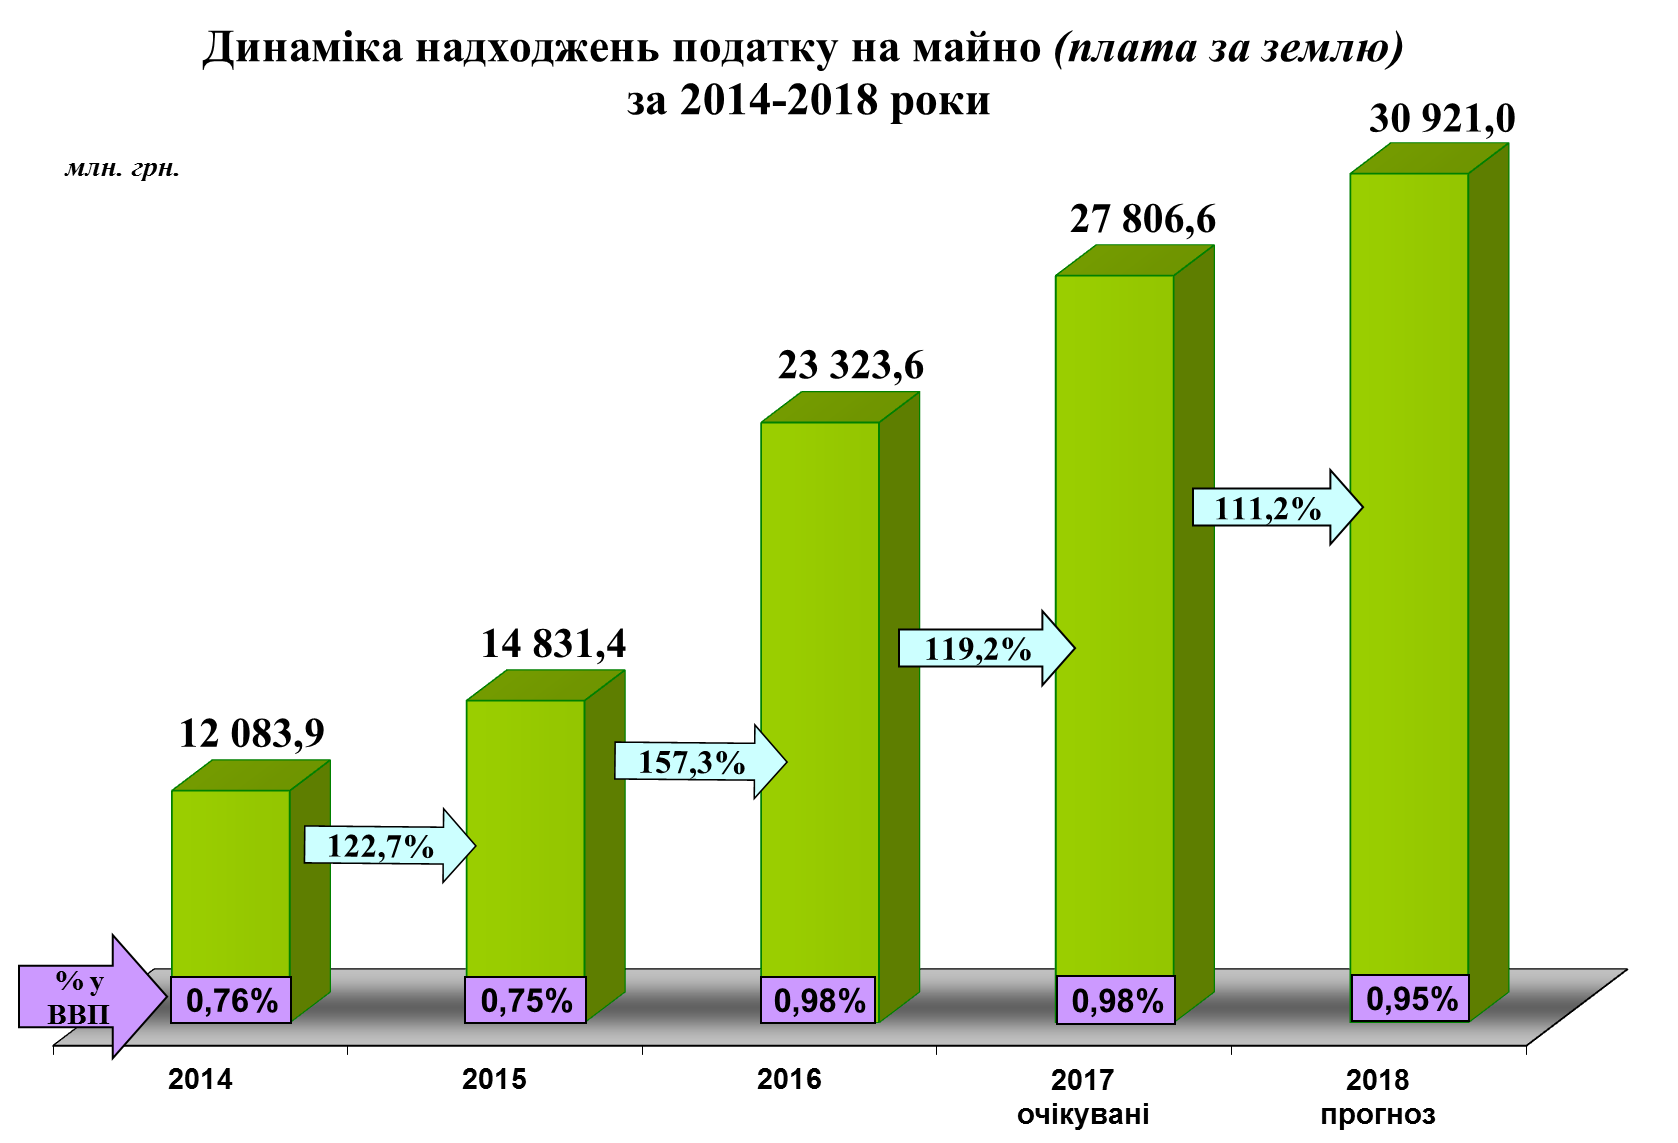 Динаміка надходжень податку на майно (плата за землю)
за 2014-2018 роки
млн. грн.
30 921,0
27 806,6
23 323,6
14 831,4
12 083,9
111,2%
119,2%
157,3%
122,7%
% у
ВВП
0,76%
0,75%
0,98%
0,98%
0,95%
2014
2015
2016
2017
очікувані
2018
прогноз